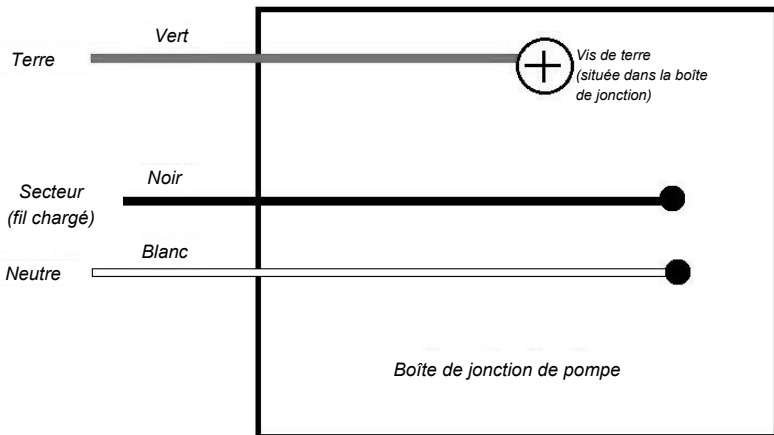 Vert
Terre
Vis de terre
(située dans la boîte
de jonction)
Noir
Secteur
(fil chargé)
Blanc
Neutre
Boîte de jonction de pompe